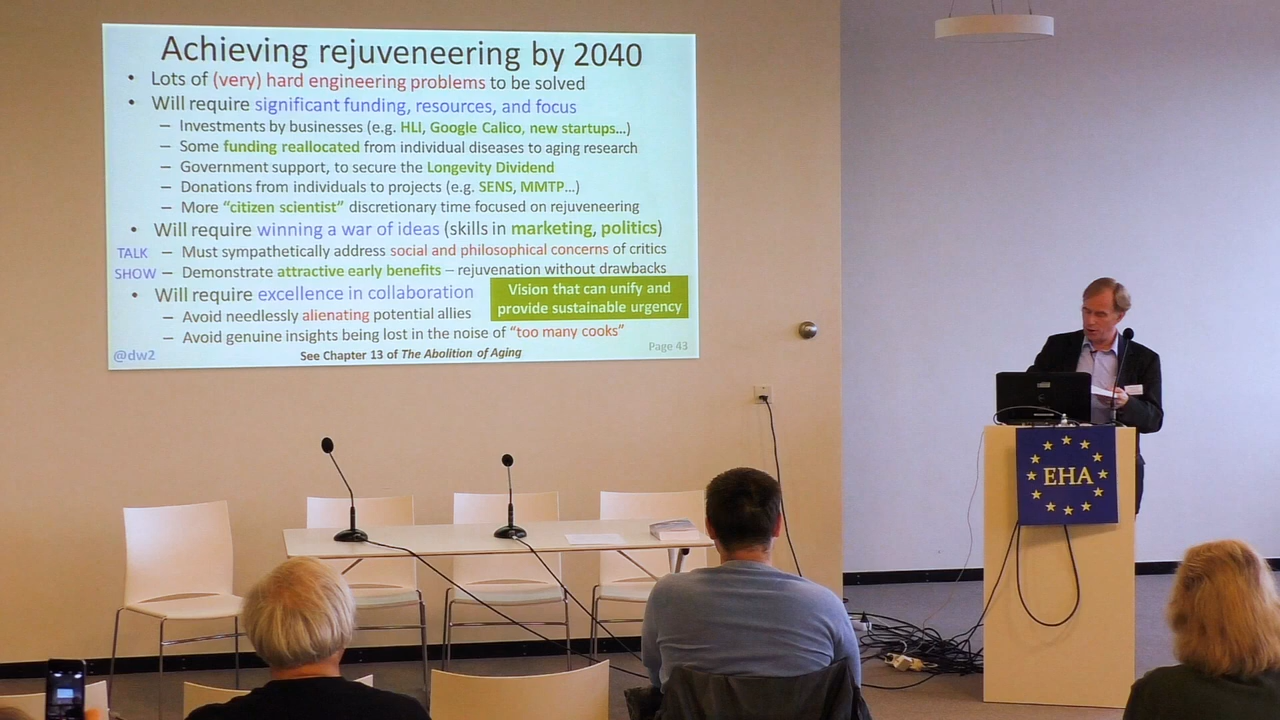 Achieving rejuveneering by 2040
• Lots of (very) hard engineering problems to be solved
• Will require significant funding, resources, and focus
– Investments by businesses (e.g. HLI, Google Calico, new startups...)
– Some funding reallocated from individual diseases to aging research
– Government support, to secure the Longevity Dividend
– Donations from individuals to projects (e.g. SENS, MMTP...)
– More “citizen scientist” discretionary time focused on rejuveneering
• Will require winning a war of ideas (skills in marketing, politics)
TALK – Must sympathetically address social and philosophical concerns of critics
SHOW – Demonstrate attractive early benefits – rejuvenation without drawbacks
• Will require excellence in collaboration
Vision that can unify and
provide sustainable urgency
– Avoid needlessly alienating potential allies
– Avoid genuine insights being lost in the noise of “too many cooks”
@dw2
See Chapter 13 of The Abolition of Aging
Page 43
EHA